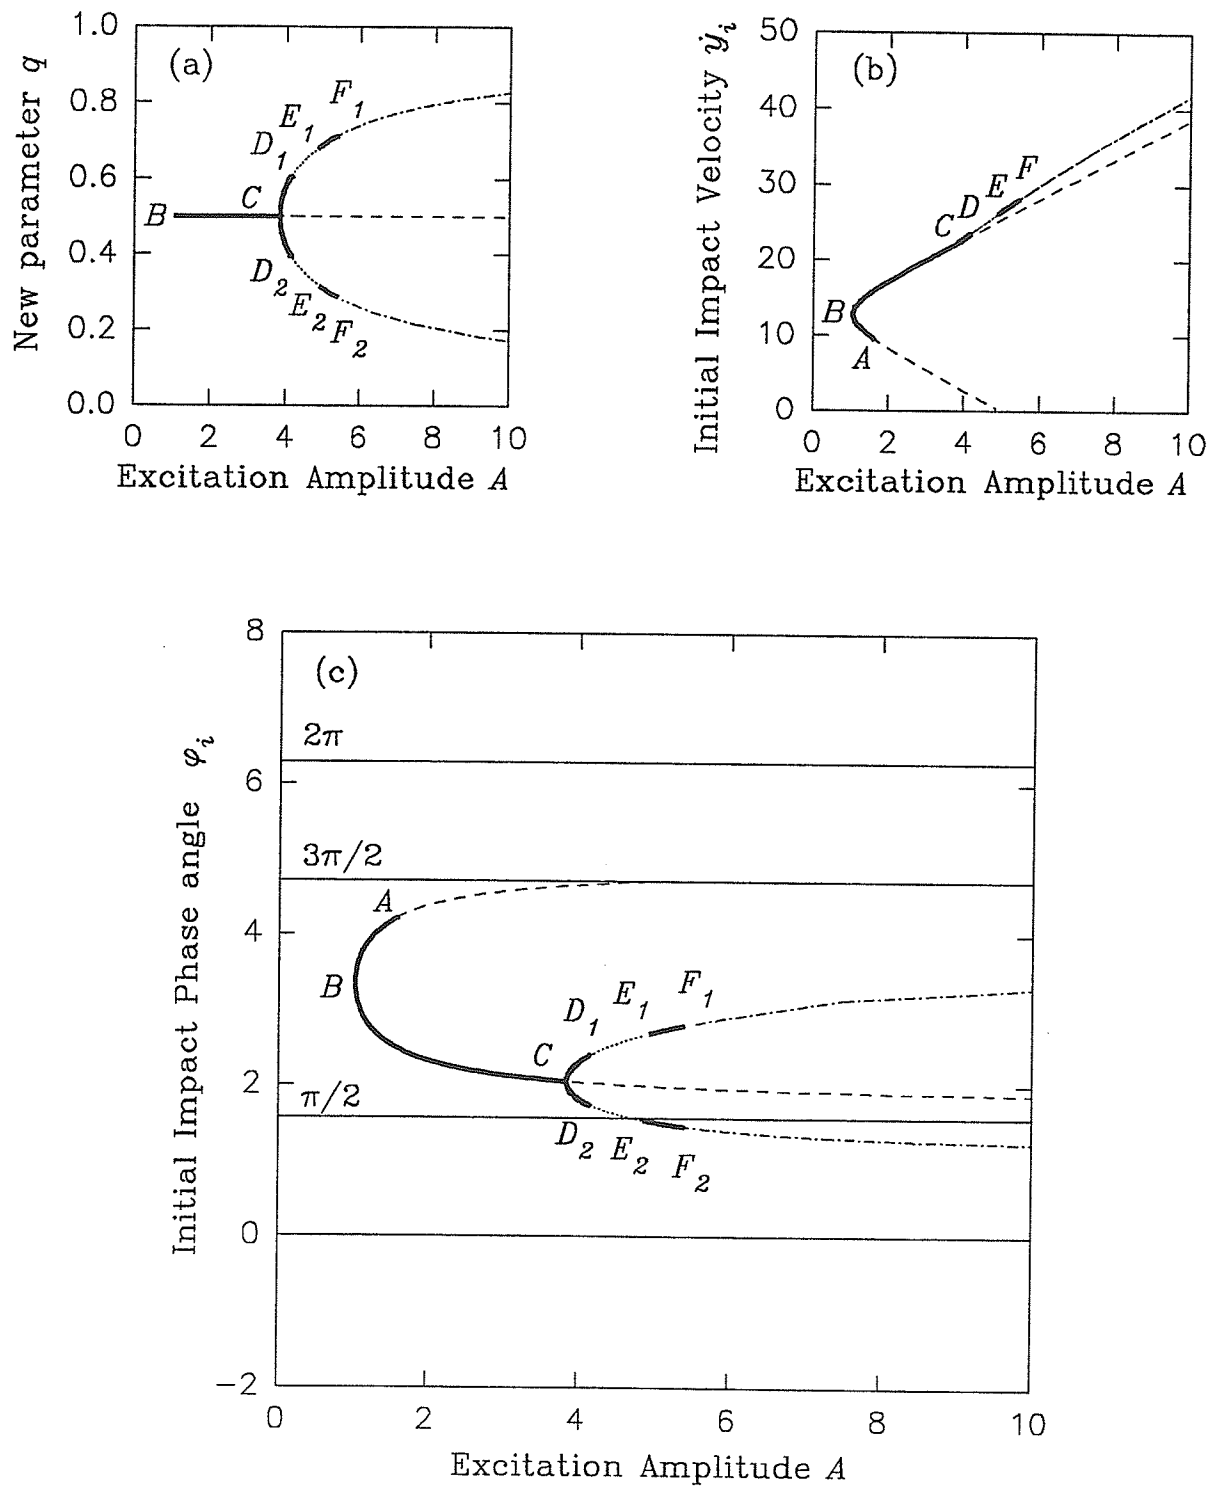 (a)
New parameter q
1.0
0.8
0.6
0.4
0.2
0.0
0 2 4 6 8 10
Excitation Amplitude A
B C D1 E1 F1
D2 E2 F2
(b)
Initial Impact Velocity ẏi
50
40
30
20
10
0
0 2 4 6 8 10
Excitation Amplitude A
A B C D E F
(c)
Initial Impact Phase angle φi
8
6
4
2
0
−2
2π
3π/2
π/2
A
B
C D1 E1 F1
D2 E2 F2
0 2 4 6 8 10
Excitation Amplitude A